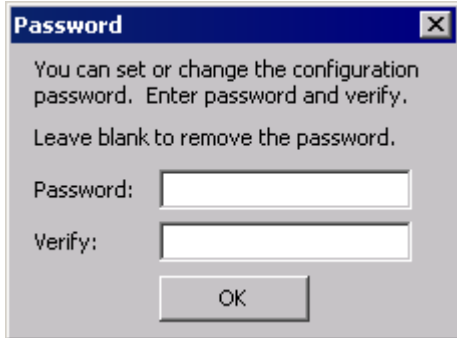 Password
You can set or change the configuration
password.  Enter password and verify.
Leave blank to remove the password.
Password:
Verify:
OK